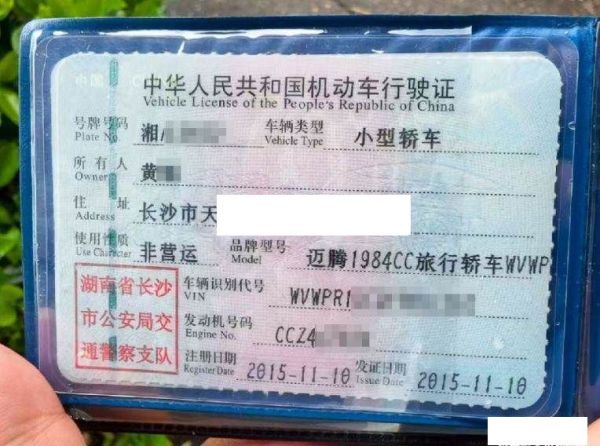 中华人民共和国机动车行驶证
Vehicle License of the People's Republic of China
号牌号码 湘 车辆类型 小型轿车
Plate No. Vehicle Type
所有人 黄
Owner
住址 长沙市天
Address
使用性质 非营运 品牌型号 迈腾1984CC旅行轿车WVWP
Use Character Model
湖南省长沙
市公安局交
通警察支队
车辆识别代号 WVWPR1
VIN
发动机号码 CCZ4
Engine No.
注册日期 2015-11-10 发证日期 2015-11-10
Register Date Issue Date